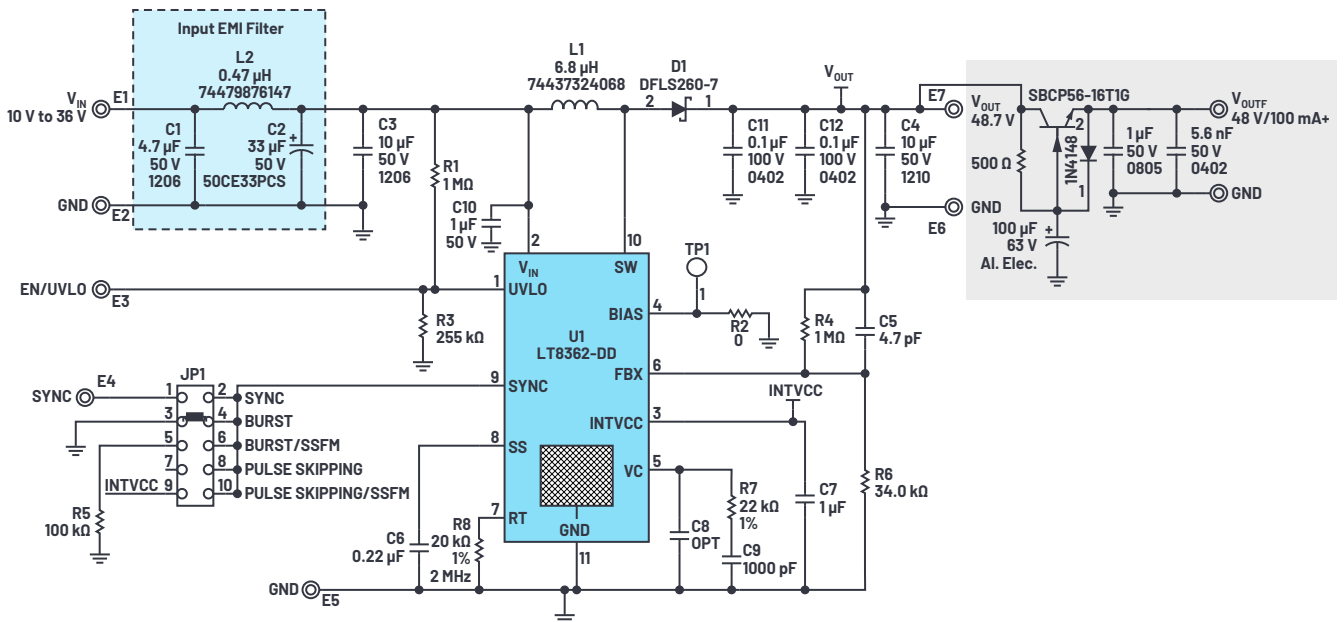 Input EMI Filter
L2
0.47 µH
74479876147
V_IN
10 V to 36 V
E1
C1
4.7 µF
50 V
1206
C2
33 µF
50 V
50CE33PCS
+
GND
E2
C3
10 µF
50 V
1206
R1
1 MΩ
C10
1 µF
50 V
L1
6.8 µH
74437324068
D1
DFLS260-7
2
1
V_OUT
C11
0.1 µF
100 V
0402
C12
0.1 µF
100 V
0402
C4
10 µF
50 V
1210
E7
V_OUT
48.7 V
GND
E6
SBCP56-16T1G
500 Ω
2
1N4148
1
1 µF
50 V
0805
5.6 nF
50 V
0402
V_OUTF
48 V/100 mA+
GND
100 µF
63 V
Al. Elec.
+
EN/UVLO
E3
R3
255 kΩ
2
V_IN
10
SW
1
UVLO
BIAS
4
TP1
1
R2
0
U1
LT8362-DD
R4
1 MΩ
C5
4.7 pF
FBX
6
INTVCC
JP1
SYNC
E4
1
2
SYNC
3
4
BURST
5
6
BURST/SSFM
7
8
PULSE SKIPPING
INTVCC
9
10
PULSE SKIPPING/SSFM
R5
100 kΩ
9
SYNC
INTVCC
3
8
SS
VC
5
7
RT
GND
11
C6
0.22 µF
R8
20 kΩ
1%
2 MHz
R7
22 kΩ
1%
C8
OPT
C9
1000 pF
C7
1 µF
R6
34.0 kΩ
GND
E5